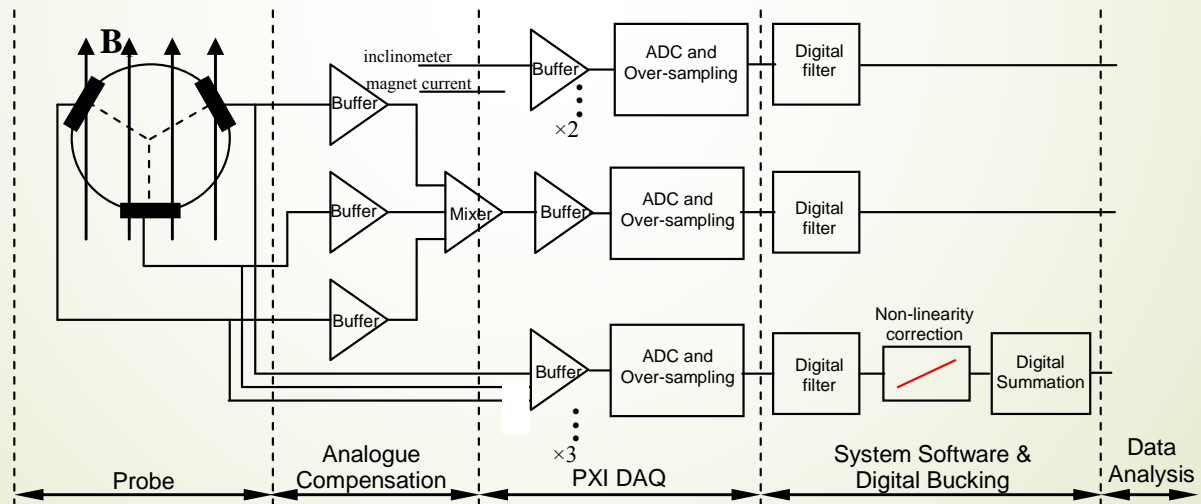 B
inclinometer
magnet current
Buffer
×2
ADC and
Over-sampling
Digital
filter
Buffer
Buffer
Mixer
Buffer
ADC and
Over-sampling
Digital
filter
Buffer
Buffer
×3
ADC and
Over-sampling
Digital
filter
Non-linearity
correction
Digital
Summation
Probe
Analogue
Compensation
PXI DAQ
System Software &
Digital Bucking
Data
Analysis